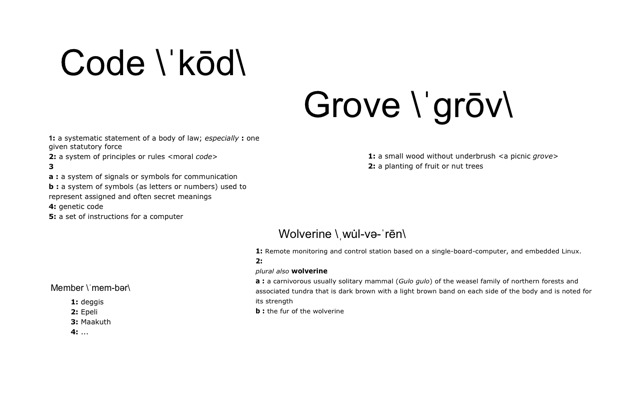 Code \ˈkōd\
Grove \ˈgrōv\
1: a systematic statement of a body of law; especially : one
given statutory force
2: a system of principles or rules <moral code>
3
a : a system of signals or symbols for communication
b : a system of symbols (as letters or numbers) used to
represent assigned and often secret meanings
4: genetic code
5: a set of instructions for a computer
1: a small wood without underbrush <a picnic grove>
2: a planting of fruit or nut trees
Wolverine \ˌwu̇l-və-ˈrēn\
1: Remote monitoring and control station based on a single-board-computer, and embedded Linux.
2:
plural also wolverine
a : a carnivorous usually solitary mammal (Gulo gulo) of the weasel family of northern forests and
associated tundra that is dark brown with a light brown band on each side of the body and is noted for
its strength
b : the fur of the wolverine
Member \ˈmem-bər\
1: deggis
2: Epeli
3: Maakuth
4: ...